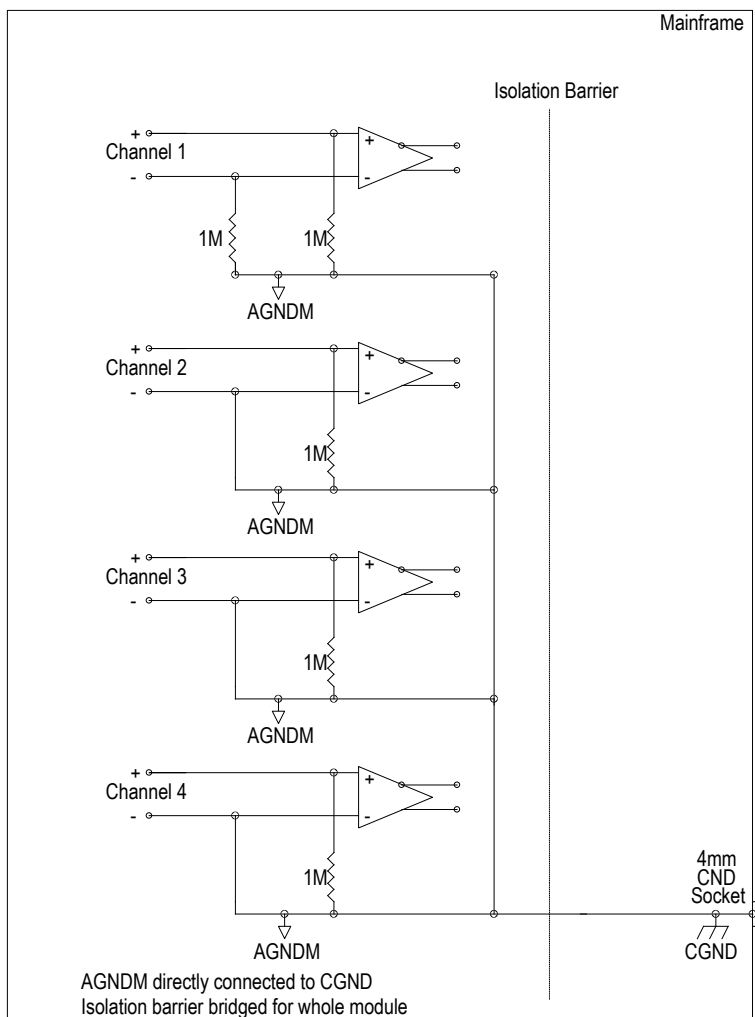 Mainframe
Isolation Barrier
+
Channel 1
-
+
-
1M
1M
AGNDM
+
Channel 2
-
+
-
1M
AGNDM
+
Channel 3
-
+
-
1M
AGNDM
+
Channel 4
-
+
-
1M
AGNDM
4mm
CND
Socket
CGND
AGNDM directly connected to CGND
Isolation barrier bridged for whole module